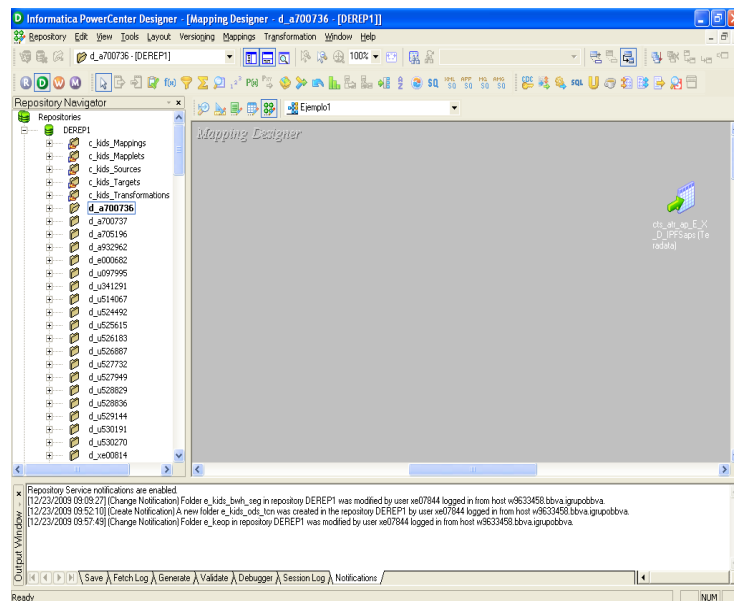 Informatica PowerCenter Designer - [Mapping Designer - d_a700736 - [DEREP1]]
Repository Edit View Tools Layout Versioning Mappings Transformation Window Help
d_a700736 - [DEREP1]
100%
Repository Navigator
Ejemplo1
Repositories
DEREP1
c_kids_Mappings
c_kids_Mapplets
c_kids_Sources
c_kids_Targets
c_kids_Transformations
d_a700736
d_a700737
d_a705196
d_a932962
d_e000682
d_u097995
d_u341291
d_u514067
d_u524492
d_u525615
d_u526183
d_u526887
d_u527732
d_u527949
d_u528829
d_u528836
d_u529144
d_u530191
d_u530270
d_xe00814
Mapping Designer
cts_atr_ap_E_X
_D_IPFSaps (Te
radata)
Repository Service notifications are enabled.
[12/23/2009 09:09:27] (Change Notification) Folder e_kids_bwh_seg in repository DEREP1 was modified by user xe07844 logged in from host w9633458.bbva.igrupobbva.
[12/23/2009 09:52:10] (Create Notification) A new folder e_kids_ods_tcn was created in the repository DEREP1 by user xe07844 logged in from host w9633458.bbva.igrupobbva.
[12/23/2009 09:57:49] (Change Notification) Folder e_keop in repository DEREP1 was modified by user xe07844 logged in from host w9633458.bbva.igrupobbva.
Output Window
Save Fetch Log Generate Validate Debugger Session Log Notifications
Ready
NUM